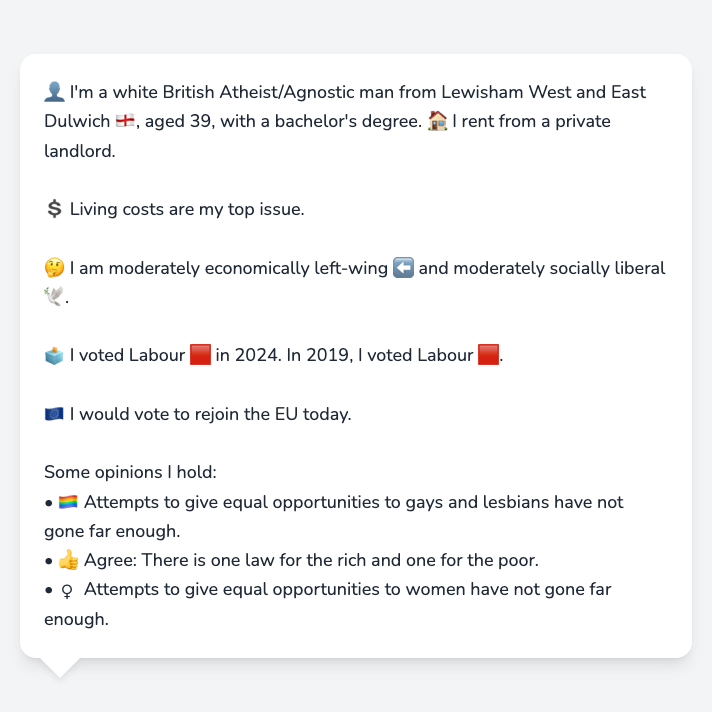 👤 I'm a white British Atheist/Agnostic man from Lewisham West and East
Dulwich 🏴󠁧󠁢󠁥󠁮󠁧󠁿, aged 39, with a bachelor's degree. 🏠 I rent from a private
landlord.
💲 Living costs are my top issue.
🤔 I am moderately economically left-wing ⬅️ and moderately socially liberal
🕊️.
🗳️ I voted Labour 🟥 in 2024. In 2019, I voted Labour 🟥.
🇪🇺 I would vote to rejoin the EU today.
Some opinions I hold:
• 🏳️‍🌈 Attempts to give equal opportunities to gays and lesbians have not
gone far enough.
• 👍 Agree: There is one law for the rich and one for the poor.
• ♀ Attempts to give equal opportunities to women have not gone far
enough.